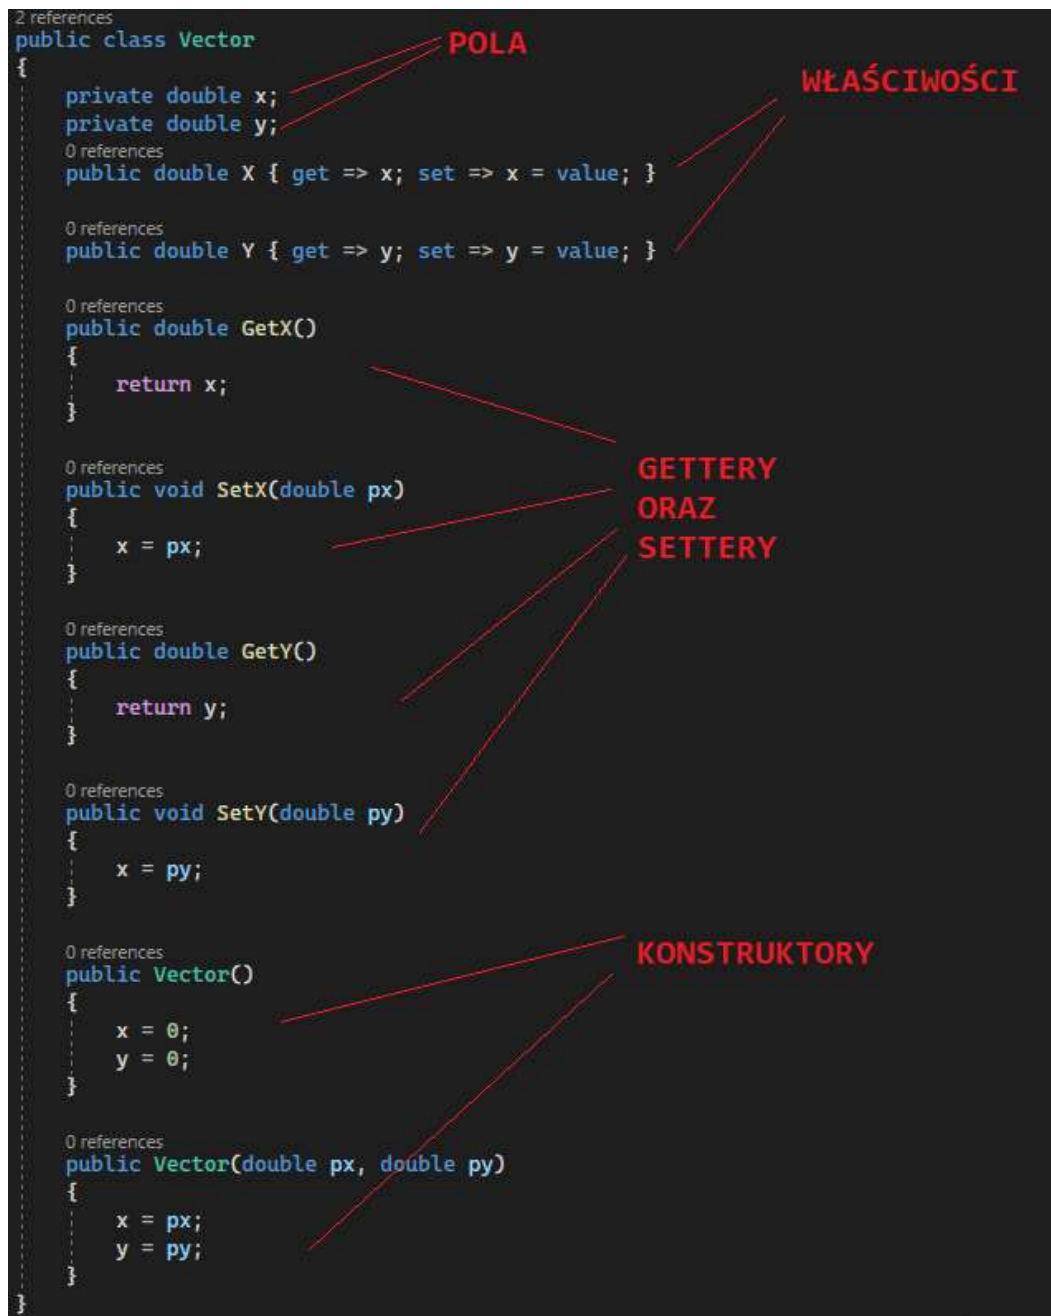 2 references
public class Vector
POLA
{
WŁAŚCIWOŚCI
private double x;
private double y;
0 references
public double X { get => x; set => x = value; }
0 references
public double Y { get => y; set => y = value; }
0 references
public double GetX()
{
return x;
}
0 references
public void SetX(double px)
{
x = px;
}
GETTERY
ORAZ
SETTERY
0 references
public double GetY()
{
return y;
}
0 references
public void SetY(double py)
{
x = py;
}
0 references
public Vector()
{
x = 0;
y = 0;
}
KONSTRUKTORY
0 references
public Vector(double px, double py)
{
x = px;
y = py;
}
}